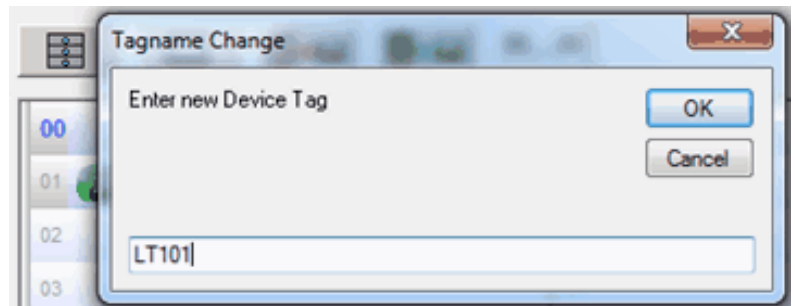 Tagname Change
Enter new Device Tag
OK
Cancel
LT101
00
01
02
03